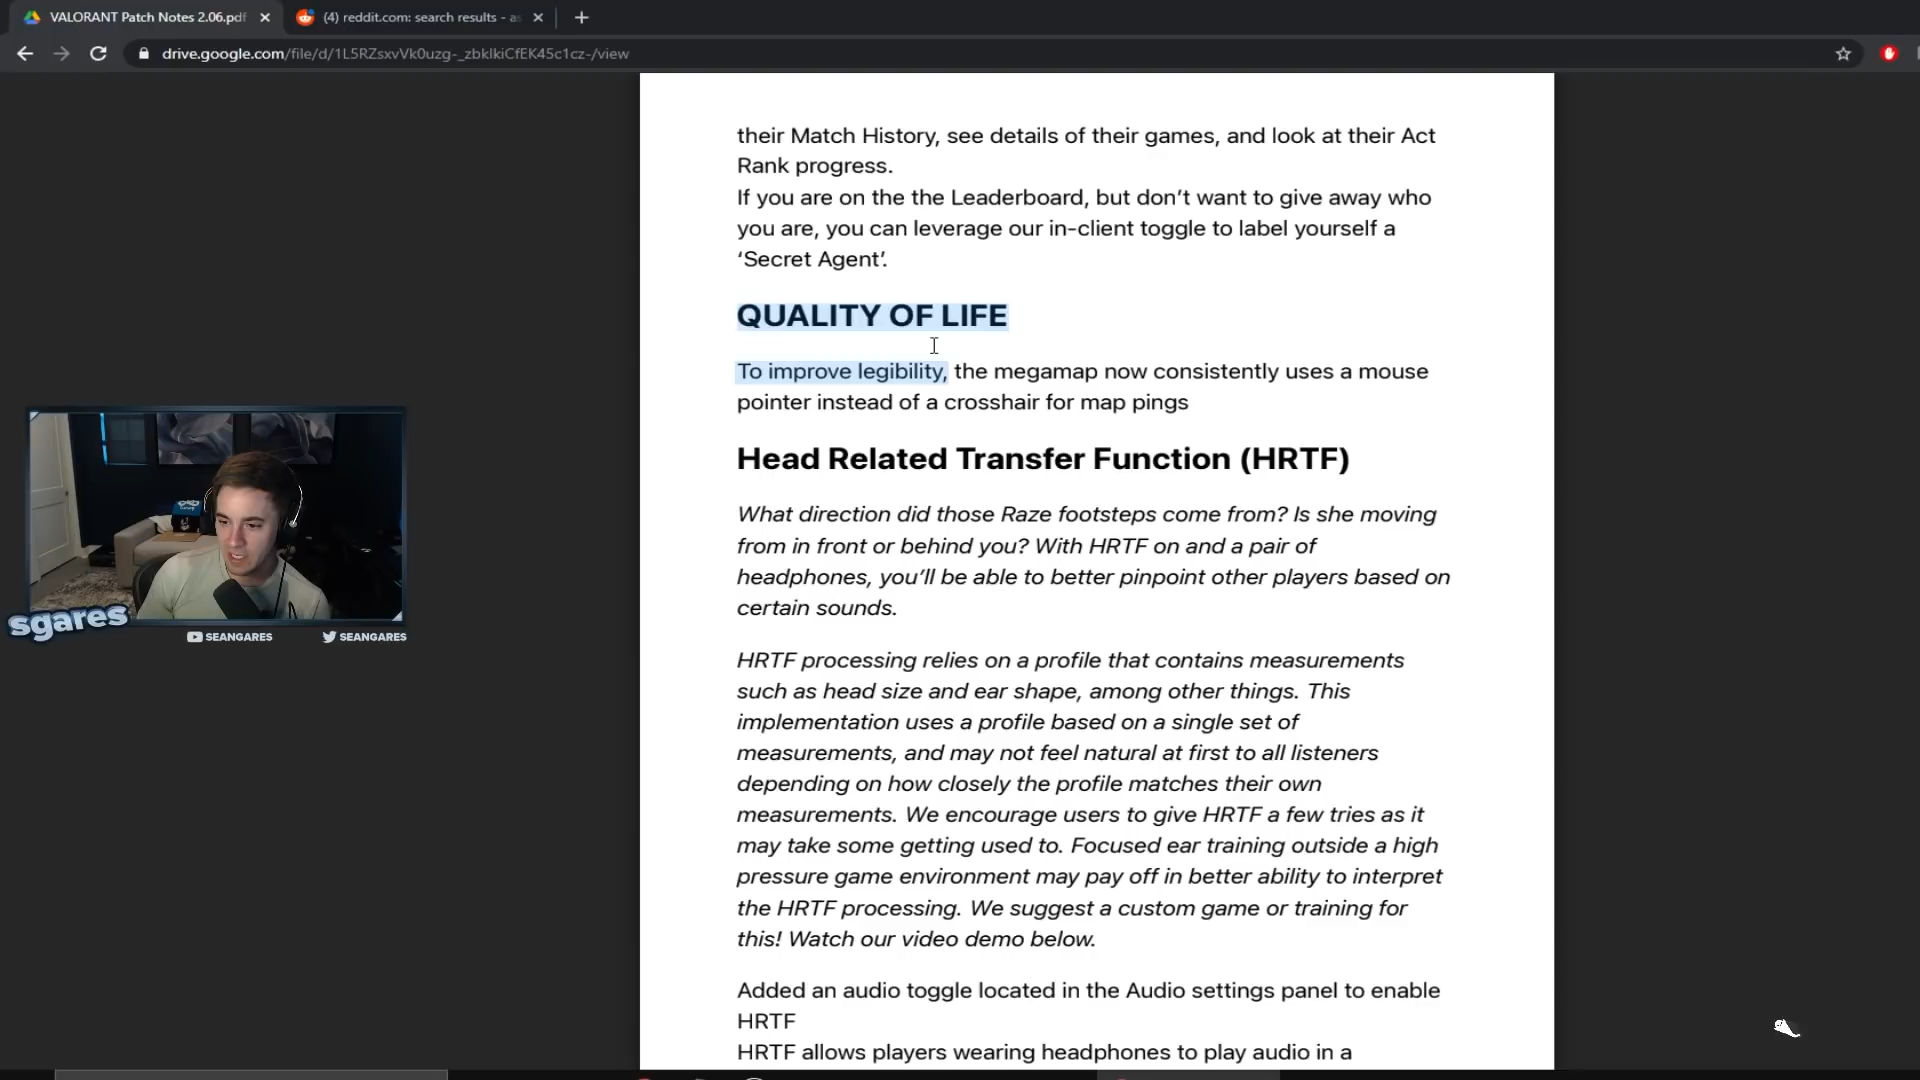 VALORANT Patch Notes 2.06.pdf
(4) reddit.com: search results - as
drive.google.com/file/d/1L5RZsxvVk0uzg-_zbklkiCfEK45c1cz-/view
their Match History, see details of their games, and look at their Act
Rank progress.
If you are on the the Leaderboard, but don’t want to give away who
you are, you can leverage our in-client toggle to label yourself a
‘Secret Agent’.
QUALITY OF LIFE
To improve legibility, the megamap now consistently uses a mouse
pointer instead of a crosshair for map pings
Head Related Transfer Function (HRTF)
What direction did those Raze footsteps come from? Is she moving
from in front or behind you? With HRTF on and a pair of
headphones, you’ll be able to better pinpoint other players based on
certain sounds.
HRTF processing relies on a profile that contains measurements
such as head size and ear shape, among other things. This
implementation uses a profile based on a single set of
measurements, and may not feel natural at first to all listeners
depending on how closely the profile matches their own
measurements. We encourage users to give HRTF a few tries as it
may take some getting used to. Focused ear training outside a high
pressure game environment may pay off in better ability to interpret
the HRTF processing. We suggest a custom game or training for
this! Watch our video demo below.
Added an audio toggle located in the Audio settings panel to enable
HRTF
HRTF allows players wearing headphones to play audio in a
sgares
SEANGARES
SEANGARES